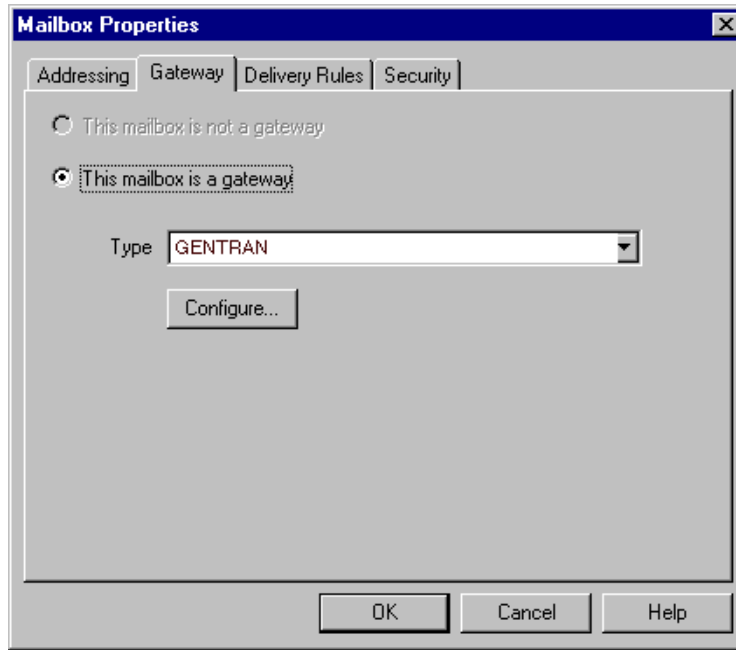 Mailbox Properties
Addressing Gateway Delivery Rules Security
This mailbox is not a gateway
This mailbox is a gateway
Type GENTRAN
Configure...
OK Cancel Help